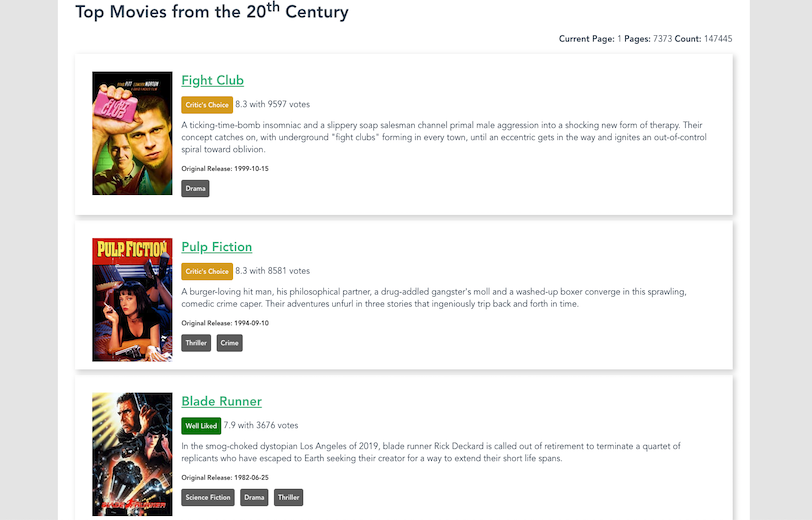 Top Movies from the 20th Century
Current Page: 1 Pages: 7373 Count: 147445
Fight Club
Critic's Choice 8.3 with 9597 votes
A ticking-time-bomb insomniac and a slippery soap salesman channel primal male aggression into a shocking new form of therapy. Their
concept catches on, with underground "fight clubs" forming in every town, until an eccentric gets in the way and ignites an out-of-control
spiral toward oblivion.
Original Release: 1999-10-15
Drama
PULP FICTION
Pulp Fiction
Critic's Choice 8.3 with 8581 votes
A burger-loving hit man, his philosophical partner, a drug-addled gangster's moll and a washed-up boxer converge in this sprawling,
comedic crime caper. Their adventures unfurl in three stories that ingeniously trip back and forth in time.
Original Release: 1994-09-10
Thriller Crime
Blade Runner
Well Liked 7.9 with 3676 votes
In the smog-choked dystopian Los Angeles of 2019, blade runner Rick Deckard is called out of retirement to terminate a quartet of
replicants who have escaped to Earth seeking their creator for a way to extend their short life spans.
Original Release: 1982-06-25
Science Fiction Drama Thriller